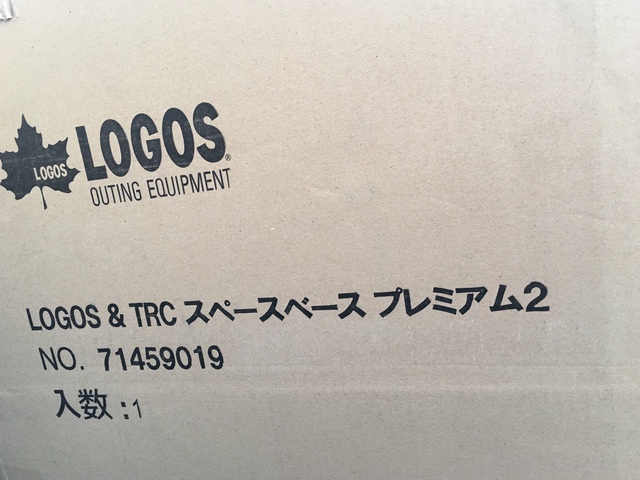 LOGOS
LOGOS®
OUTING EQUIPMENT
LOGOS & TRC スペースベース プレミアム2
NO. 71459019
入数:1